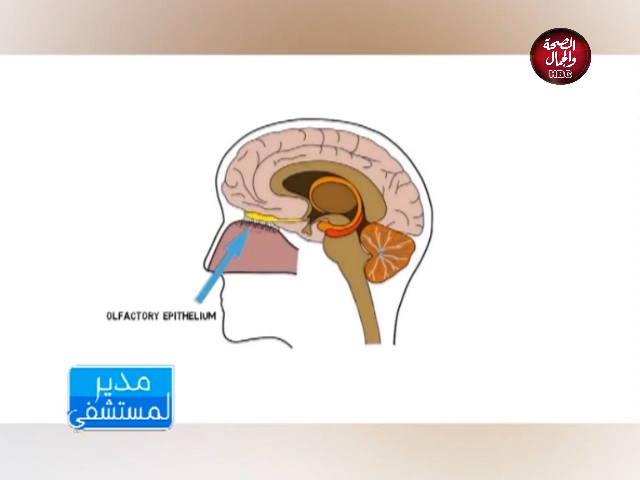 الصحة
والجمال
HBC
OLFACTORY EPITHELIUM
مدير
لمستشفى